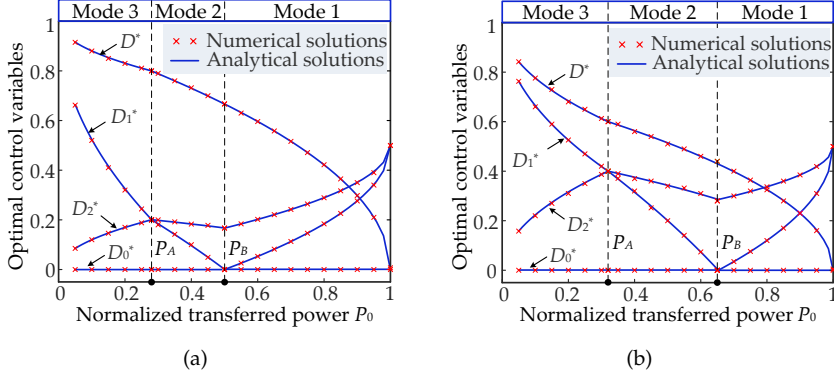 Mode 3 Mode 2 Mode 1
Optimal control variables
1
0.8
0.6
0.4
0.2
0
0 0.2 0.4 0.6 0.8 1
Numerical solutions
Analytical solutions
D*
D1*
D2*
D0*
PA
PB
Normalized transferred power P0
(a)
Mode 3 Mode 2 Mode 1
Optimal control variables
1
0.8
0.6
0.4
0.2
0
0 0.2 0.4 0.6 0.8 1
Numerical solutions
Analytical solutions
D*
D1*
D2*
D0*
PA
PB
Normalized transferred power P0
(b)